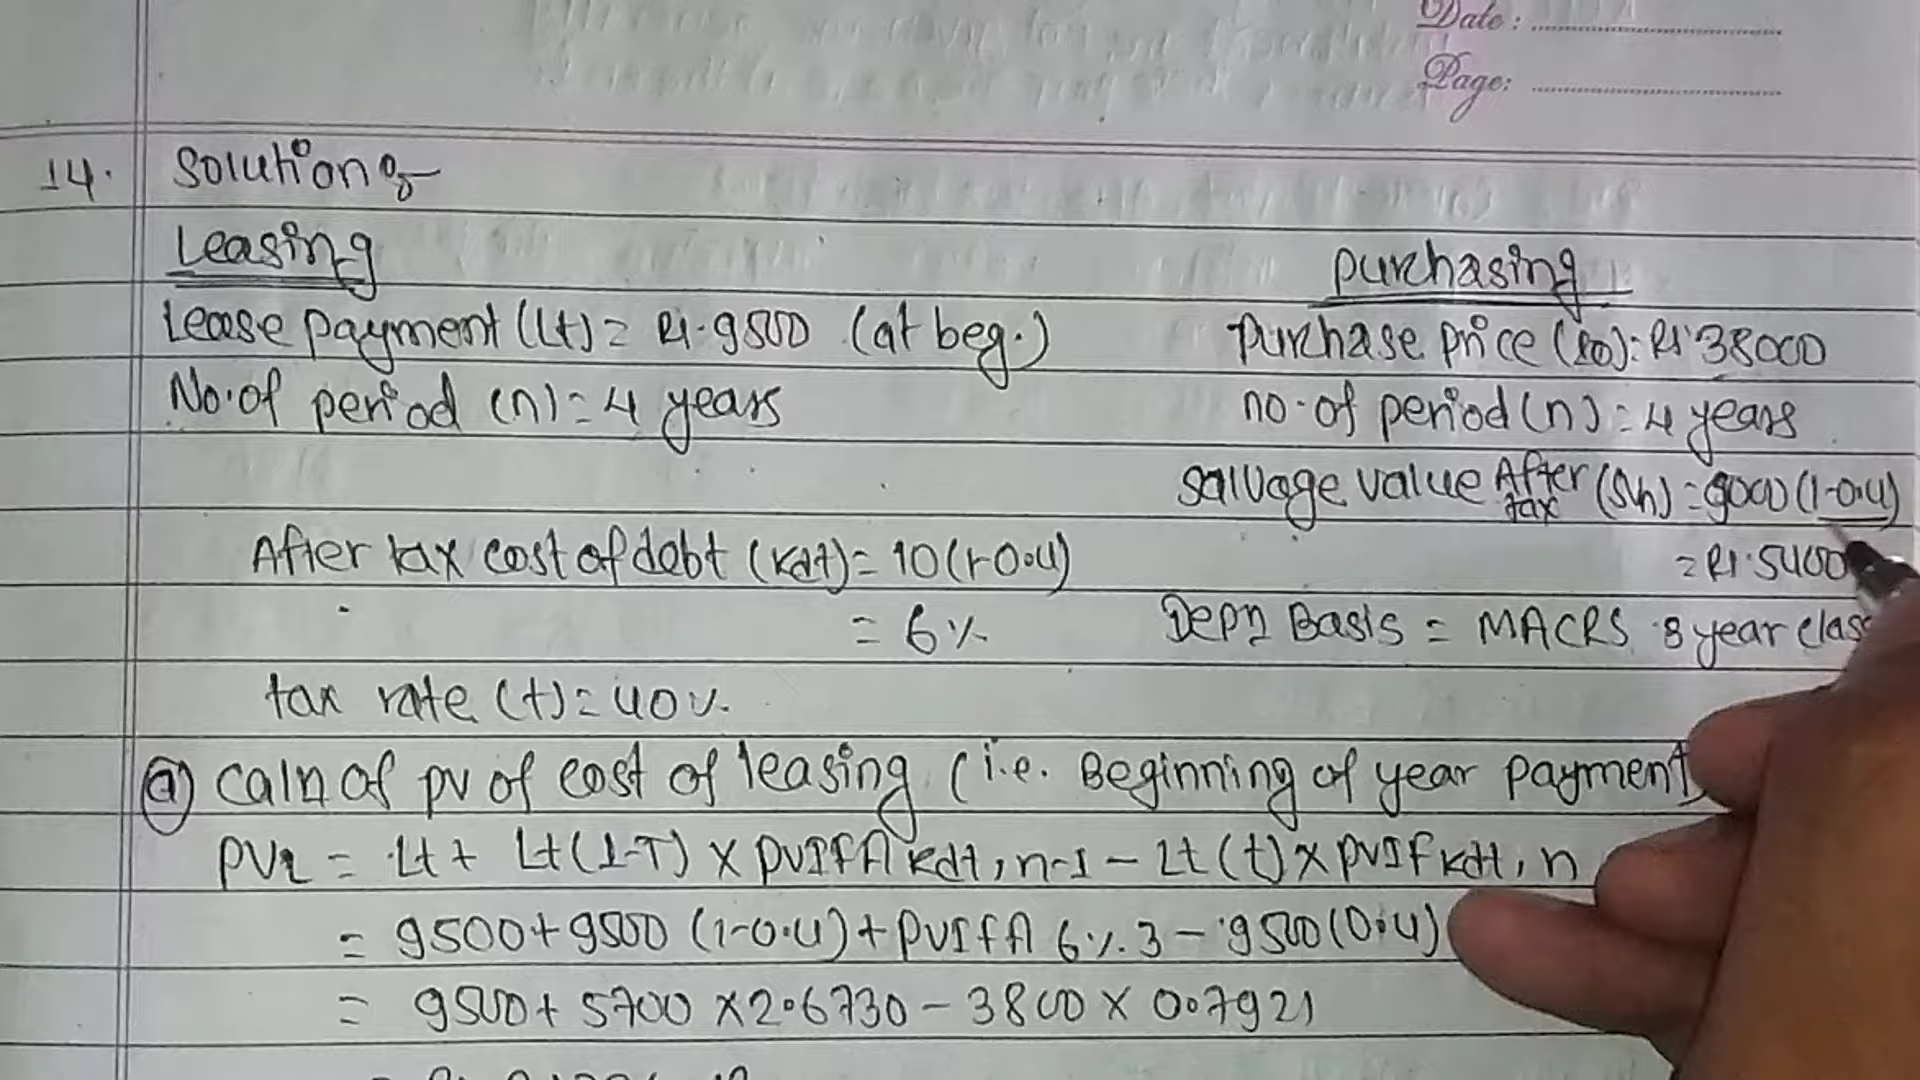 Date:
Page:
14. Solution :-
Leasing
Purchasing
Lease payment (Lt) = Rs. 9500 (at beg.)
Purchase price (P0): Rs 38000
No. of period (n) = 4 years
no. of period (n) = 4 years
Salvage value After tax (Sn) = 9000 (1-0.4)
= Rs. 5400
After tax cost of debt (Kdt) = 10(1-0.4)
= 6%
Depn Basis = MACRS 3 year class
tax rate (t) = 40%.
(a) Caln of PV of cost of leasing (i.e. Beginning of year payment)
PVL = Lt + Lt(1-T) × PVIFA kdt, n-1 - Lt(t) × PVIF kdt, n
= 9500 + 9500 (1-0.4) + PVIFA 6%.3 - 9500 (0.4)
= 9500 + 5700 × 2.6730 - 3800 × 0.7921